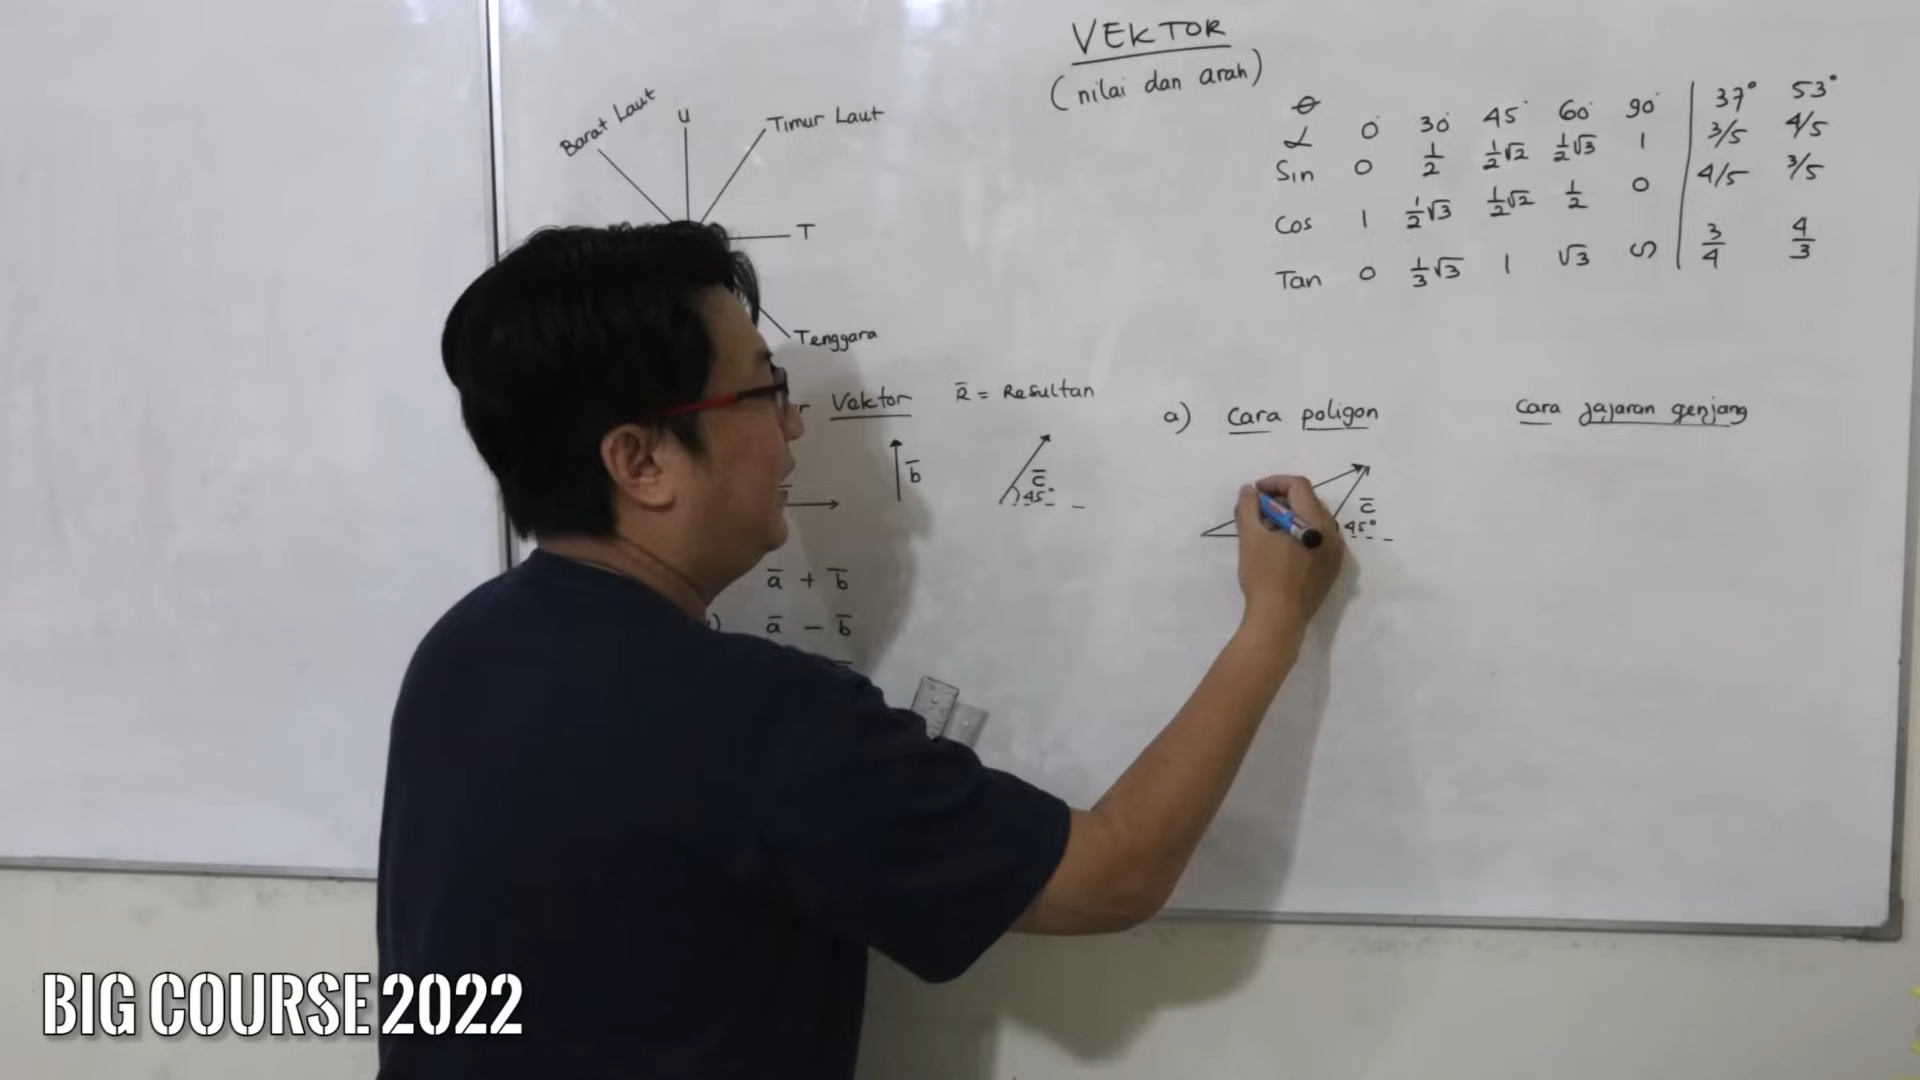 VEKTOR
(nilai dan arah)
Barat Laut
U
Timur Laut
T
Tenggara
θ
α 0° 30° 45° 60° 90° 37° 53°
Sin 0 1/2 1/2√2 1/2√3 1 3/5 4/5
Cos 1 1/2√3 1/2√2 1/2 0 4/5 3/5
Tan 0 1/3√3 1 √3 ∽ 3/4 4/3
Vektor R̅ = Resultan
b̅
c̅
45°
a̅ + b̅
a̅ - b̅
a) Cara poligon
c̅
45°
Cara jajaran genjang
BIG COURSE 2022